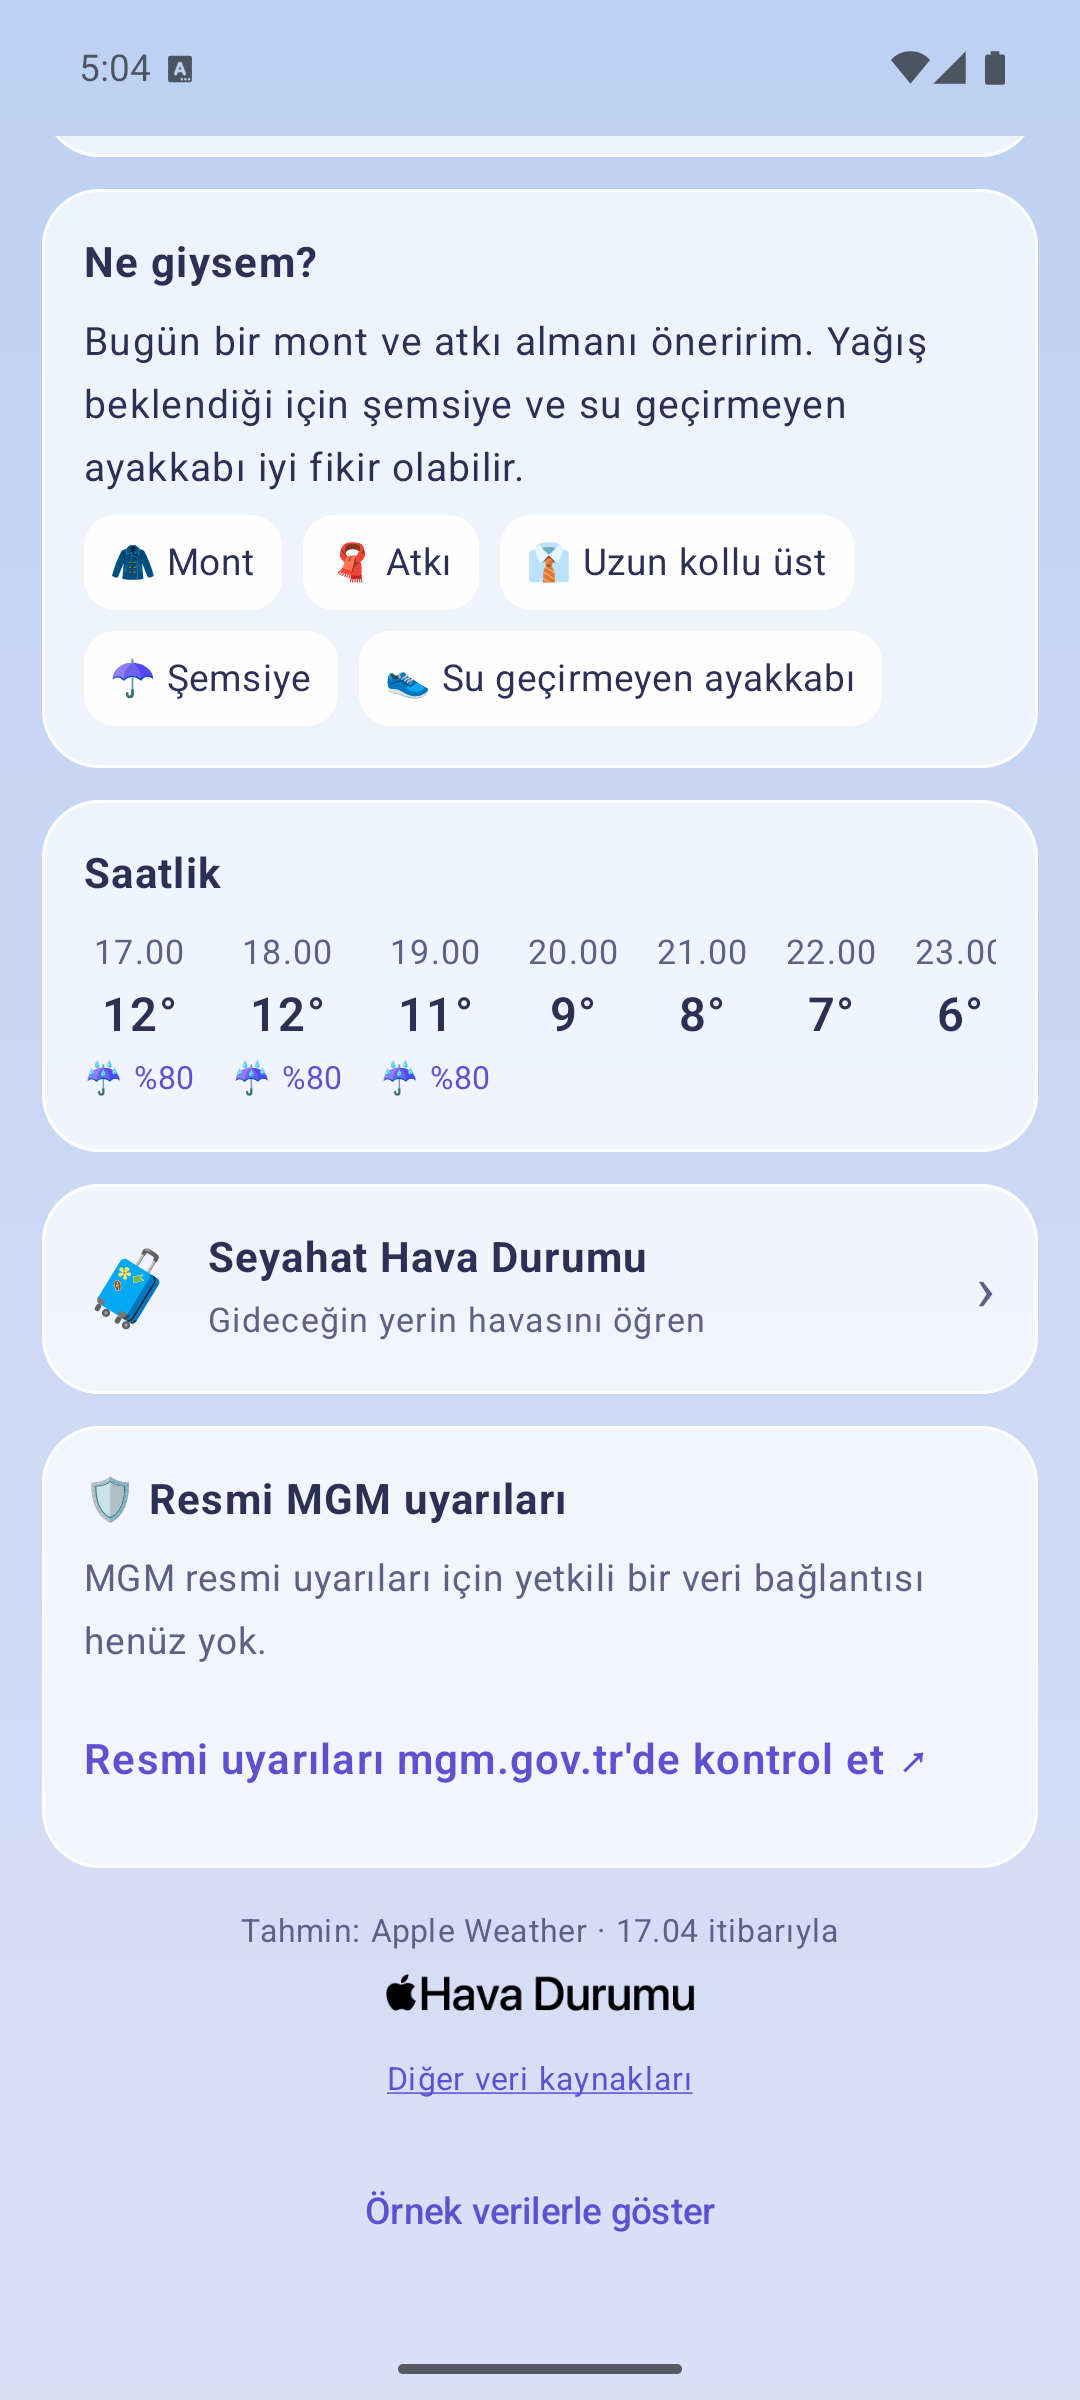 5:04
Ne giysem?
Bugün bir mont ve atkı almanı öneririm. Yağış
beklendiği için şemsiye ve su geçirmeyen
ayakkabı iyi fikir olabilir.
🧥 Mont 🧣 Atkı 👔 Uzun kollu üst
☂️ Şemsiye 👟 Su geçirmeyen ayakkabı
Saatlik
17.00 18.00 19.00 20.00 21.00 22.00 23.00
12° 12° 11° 9° 8° 7° 6°
☔ %80 ☔ %80 ☔ %80
Seyahat Hava Durumu
Gideceğin yerin havasını öğren
›
🛡️ Resmi MGM uyarıları
MGM resmi uyarıları için yetkili bir veri bağlantısı
henüz yok.
Resmi uyarıları mgm.gov.tr'de kontrol et ↗
Tahmin: Apple Weather · 17.04 itibarıyla
Hava Durumu
Diğer veri kaynakları
Örnek verilerle göster